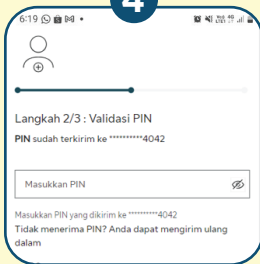 4
6:19
Langkah 2/3 : Validasi PIN
PIN sudah terkirim ke **********4042
Masukkan PIN
Masukkan PIN yang dikirim ke **********4042
Tidak menerima PIN? Anda dapat mengirim ulang
dalam